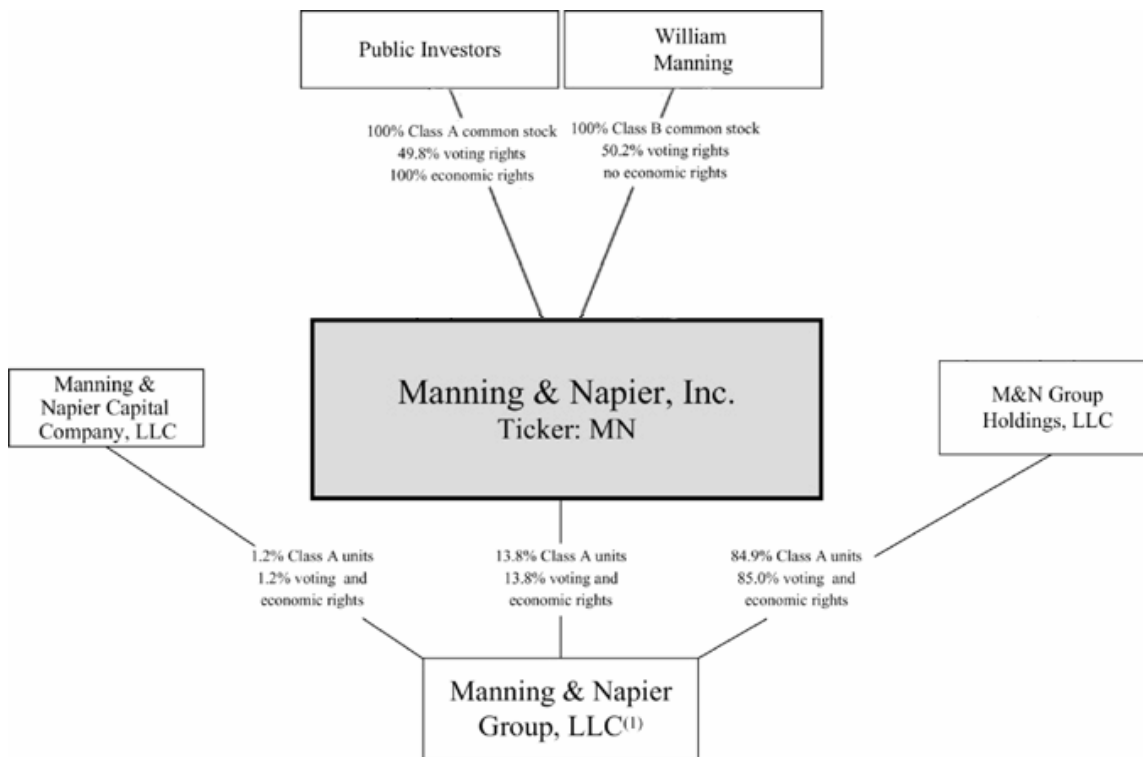 Public Investors
William
Manning
100% Class A common stock
49.8% voting rights
100% economic rights
100% Class B common stock
50.2% voting rights
no economic rights
Manning &
Napier Capital
Company, LLC
Manning & Napier, Inc.
Ticker: MN
M&N Group
Holdings, LLC
1.2% Class A units
1.2% voting and
economic rights
13.8% Class A units
13.8% voting and
economic rights
84.9% Class A units
85.0% voting and
economic rights
Manning & Napier
Group, LLC(1)